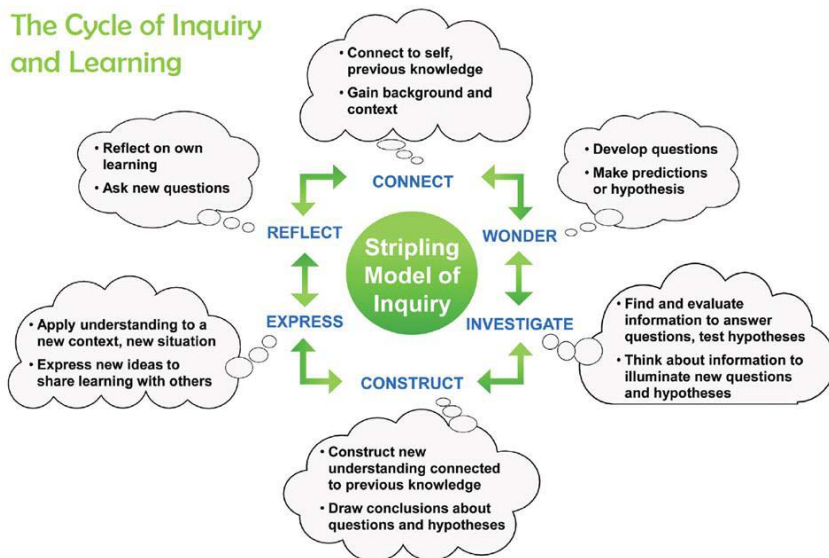 The Cycle of Inquiry
and Learning
• Connect to self,
previous knowledge
• Gain background and
context
• Reflect on own
learning
• Ask new questions
• Develop questions
• Make predictions
or hypothesis
CONNECT
REFLECT
WONDER
Stripling
Model of
Inquiry
EXPRESS
INVESTIGATE
CONSTRUCT
• Apply understanding to a
new context, new situation
• Express new ideas to
share learning with others
• Find and evaluate
information to answer
questions, test hypotheses
• Think about information to
illuminate new questions
and hypotheses
• Construct new
understanding connected
to previous knowledge
• Draw conclusions about
questions and hypotheses